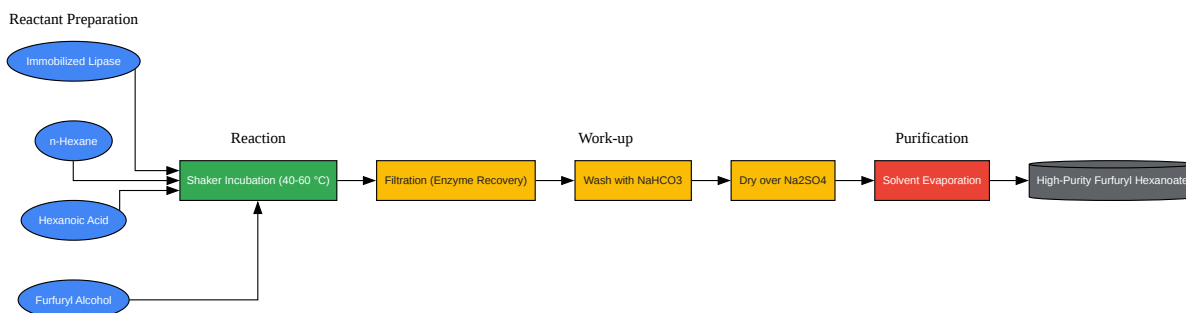 Reactant Preparation
Immobilized Lipase
n-Hexane
Hexanoic Acid
Furfuryl Alcohol
Reaction
Shaker Incubation (40-60 °C)
Filtration (Enzyme Recovery)
Work-up
Wash with NaHCO3
Dry over Na2SO4
Purification
Solvent Evaporation
High-Purity Furfuryl Hexanoate